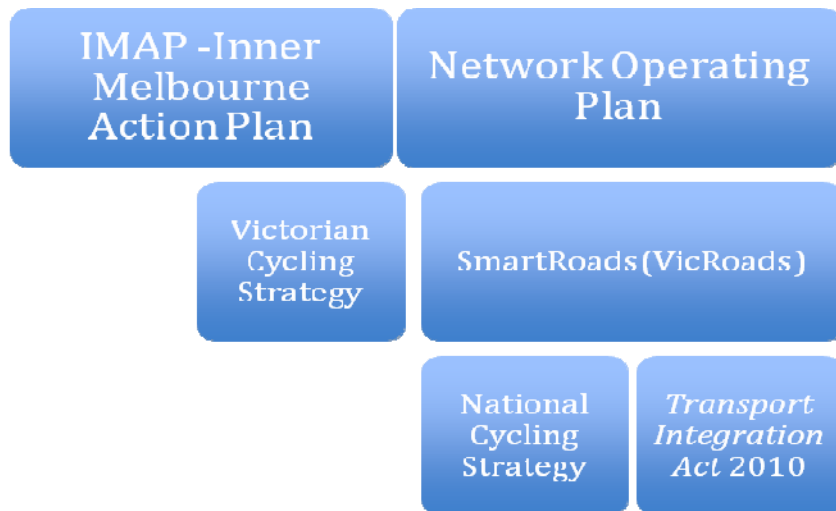 IMAP -Inner
Melbourne
Action Plan
Network Operating
Plan
Victorian
Cycling
Strategy
SmartRoads (VicRoads)
National
Cycling
Strategy
Transport
Integration
Act 2010